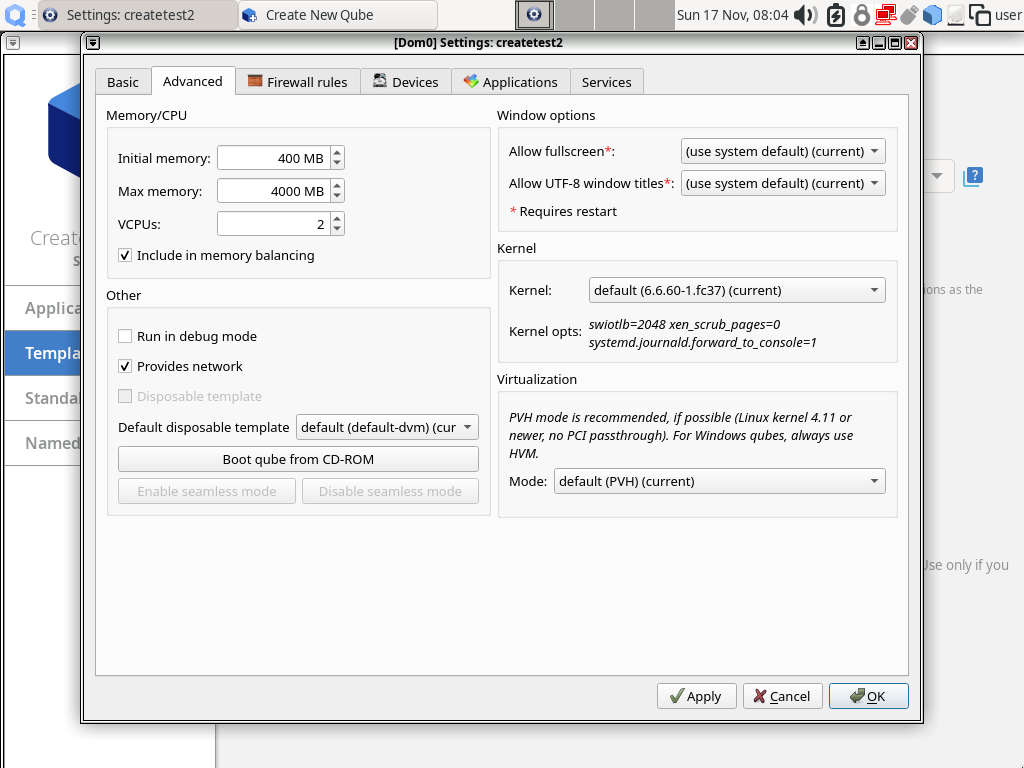 Settings: createtest2
Create New Qube
Sun 17 Nov, 08:04
user
[Dom0] Settings: createtest2
Basic
Advanced
Firewall rules
Devices
Applications
Services
Memory/CPU
Initial memory:
400 MB
Max memory:
4000 MB
VCPUs:
2
Include in memory balancing
Other
Run in debug mode
Provides network
Disposable template
Default disposable template
default (default-dvm) (cur
Boot qube from CD-ROM
Enable seamless mode
Disable seamless mode
Window options
Allow fullscreen*:
(use system default) (current)
Allow UTF-8 window titles*:
(use system default) (current)
* Requires restart
Kernel
Kernel:
default (6.6.60-1.fc37) (current)
Kernel opts:
swiotlb=2048 xen_scrub_pages=0
systemd.journald.forward_to_console=1
Virtualization
PVH mode is recommended, if possible (Linux kernel 4.11 or
newer, no PCI passthrough). For Windows qubes, always use
HVM.
Mode:
default (PVH) (current)
Apply
Cancel
OK
Create
Applica
Templa
Standa
Named
?
ions as the
Use only if you